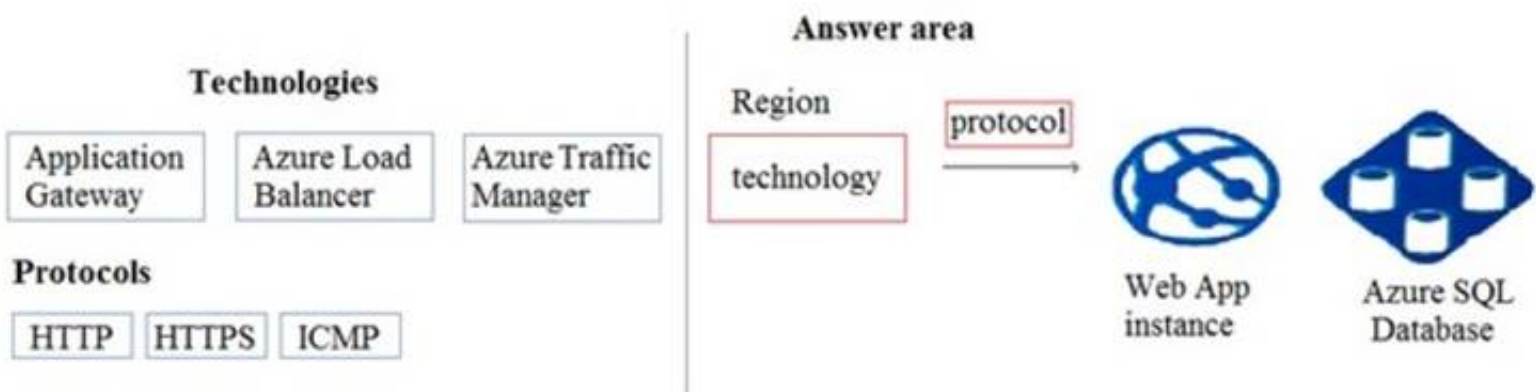 Technologies
Application
Gateway
Azure Load
Balancer
Azure Traffic
Manager
Protocols
HTTP
HTTPS
ICMP
Answer area
Region
technology
protocol
Web App
instance
Azure SQL
Database